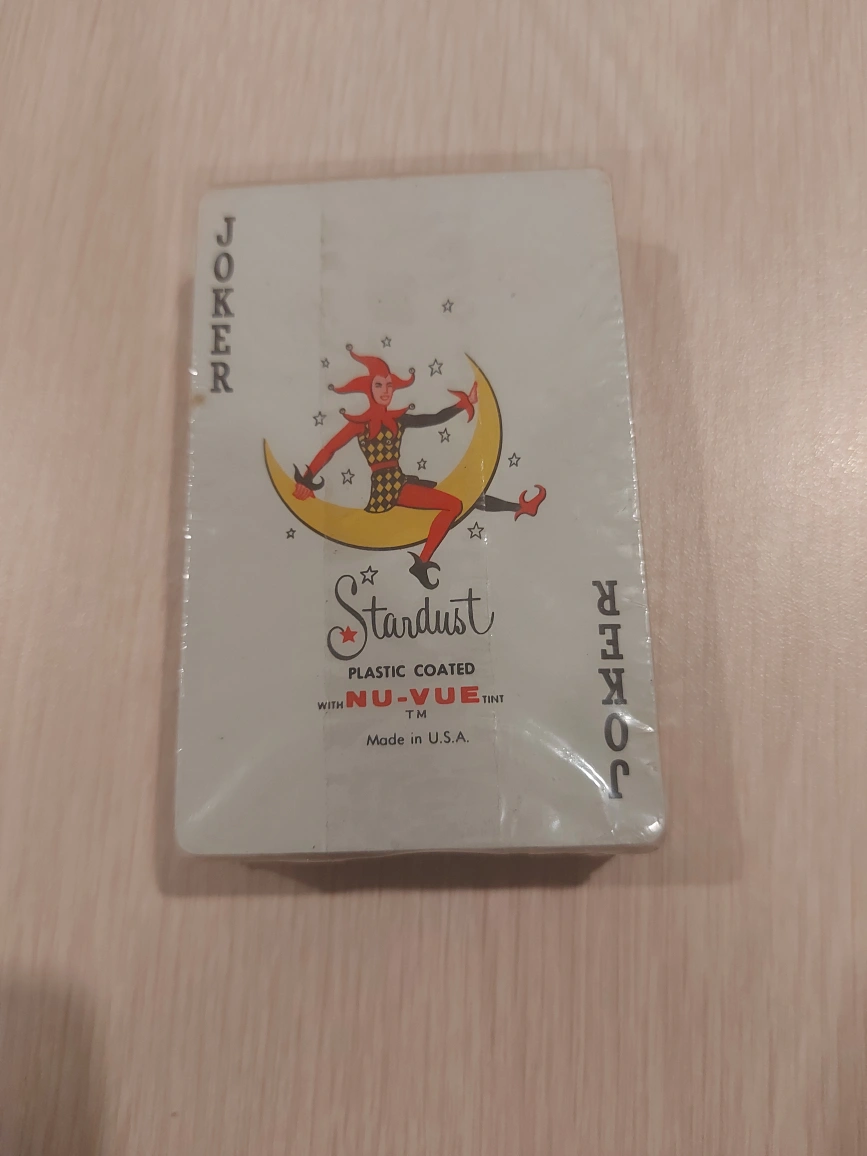 JOKER
Stardust
PLASTIC COATED
WITH NU-VUE TINT
TM
Made in U.S.A.
JOKER